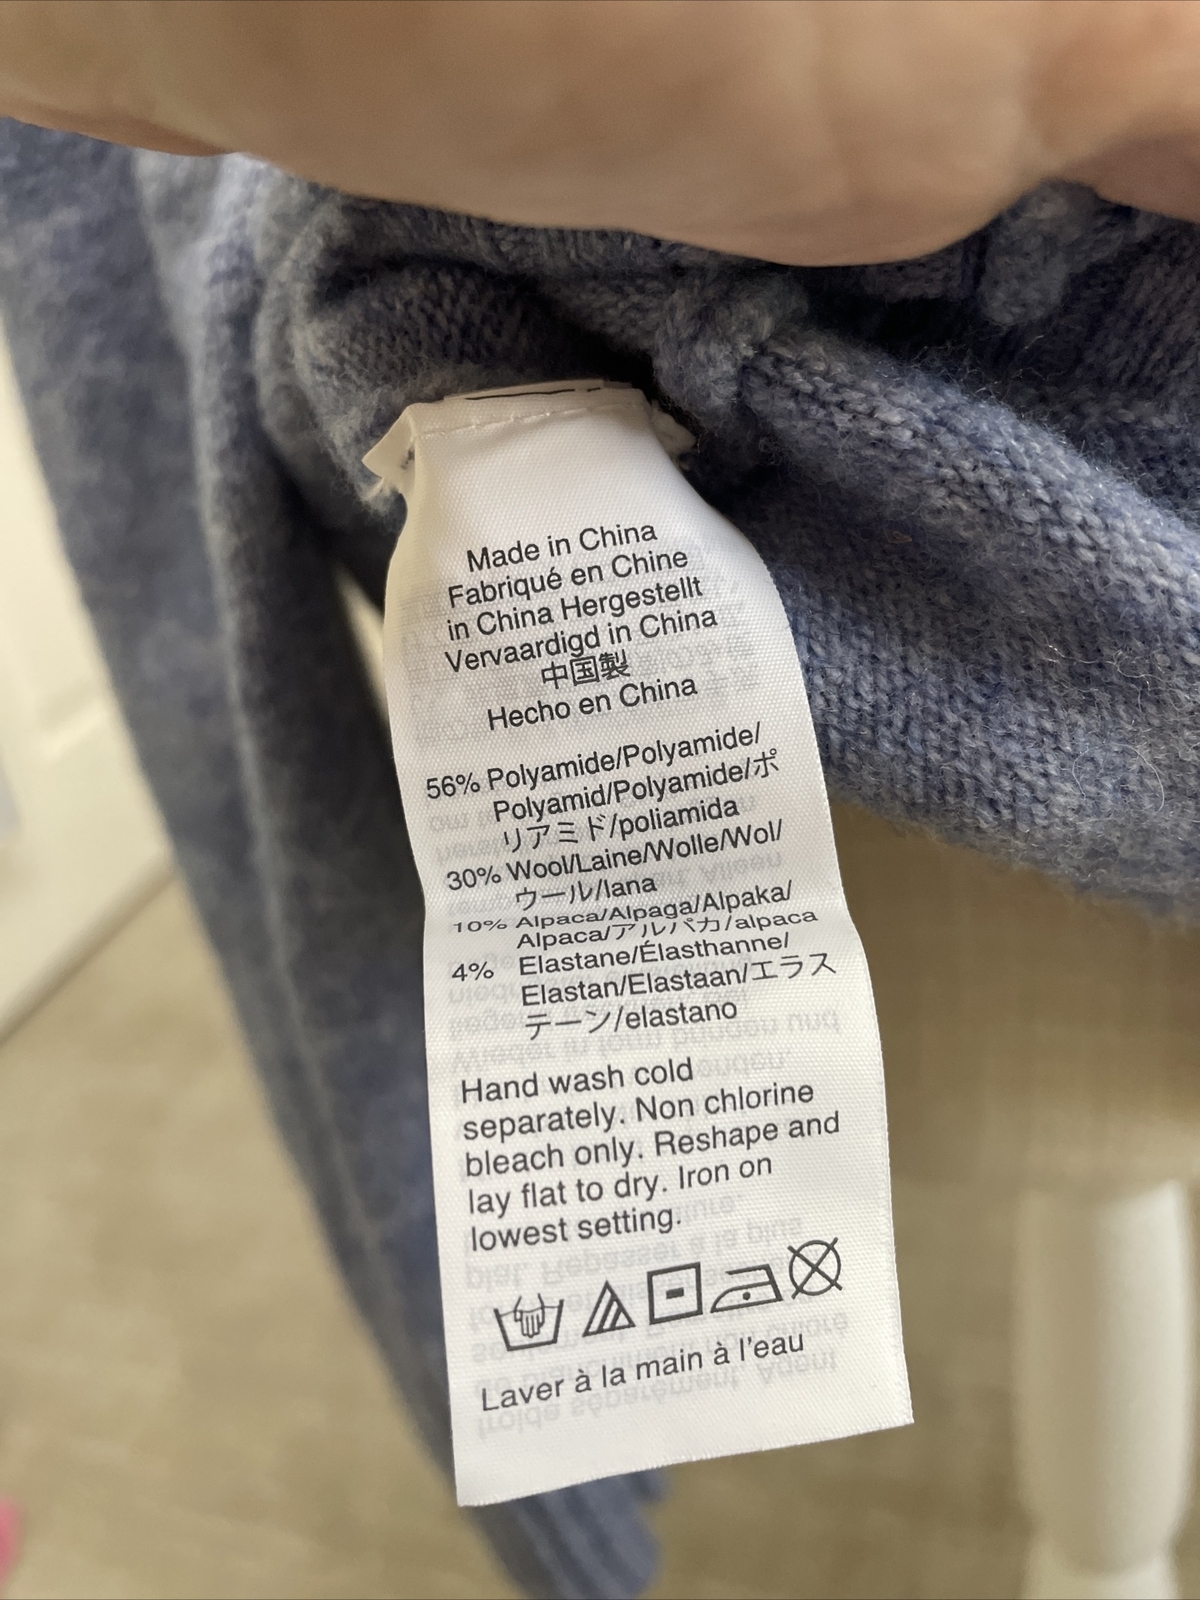 Made in China
Fabriqué en Chine
in China Hergestellt
Vervaardigd in China
中国製
Hecho en China
56% Polyamide/Polyamide/
Polyamid/Polyamide/ポ
リアミド/poliamida
30% Wool/Laine/Wolle/Wol/
ウール/lana
10% Alpaca/Alpaga/Alpaka/
Alpaca/アルパカ/alpaca
4% Elastane/Élasthanne/
Elastan/Elastaan/エラス
テーン/elastano
Hand wash cold
separately. Non chlorine
bleach only. Reshape and
lay flat to dry. Iron on
lowest setting.
Laver à la main à l'eau